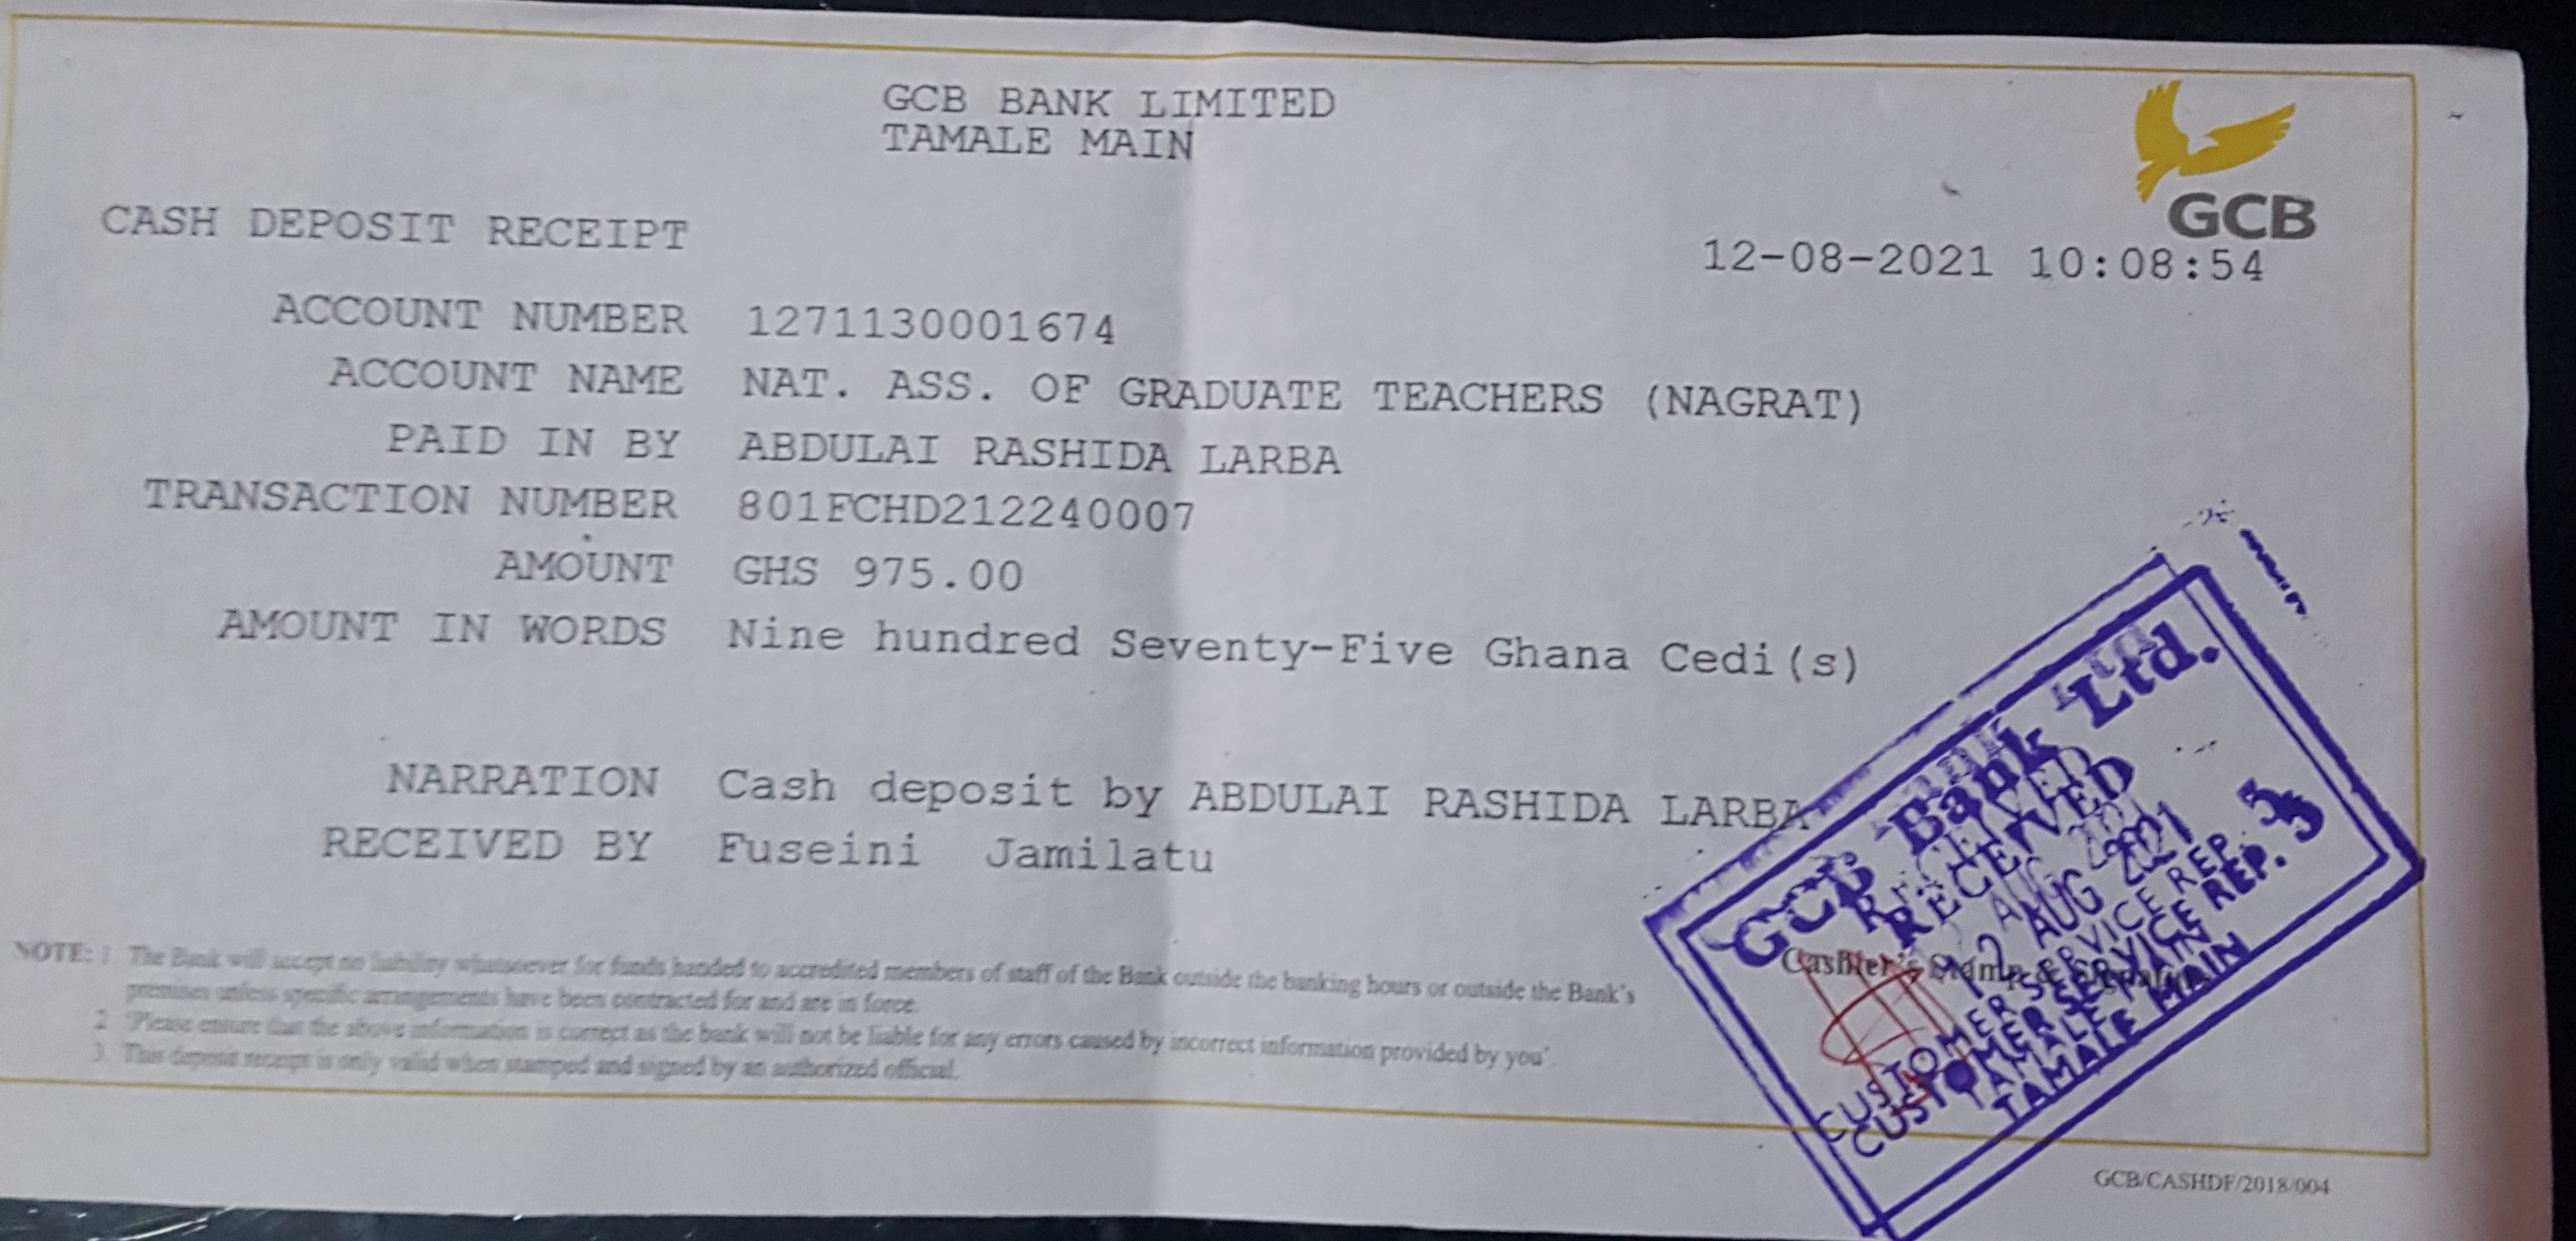 GCB BANK LIMITED
TAMALE MAIN
GCB
CASH DEPOSIT RECEIPT
12-08-2021 10:08:54
ACCOUNT NUMBER 1271130001674
ACCOUNT NAME NAT. ASS. OF GRADUATE TEACHERS (NAGRAT)
PAID IN BY ABDULAI RASHIDA LARBA
TRANSACTION NUMBER 801FCHD212240007
AMOUNT GHS 975.00
AMOUNT IN WORDS Nine hundred Seventy-Five Ghana Cedi(s)
NARRATION Cash deposit by ABDULAI RASHIDA LARBA
RECEIVED BY Fuseini Jamilatu
NOTE: 1. The Bank will accept no liability whatsoever for funds handed to accredited members of staff of the Bank outside the banking hours or outside the Bank's
premises unless specific arrangements have been contracted for and are in force.
2. "Please ensure that the above information is correct as the bank will not be liable for any errors caused by incorrect information provided by you".
3. This deposit receipt is only valid when stamped and signed by an authorized official.
Cashier's Stamp &
GCB Bank Ltd.
RECEIVED
12 AUG 2021
CUSTOMER SERVICE REP. 5
TAMALE MAIN
GCB/CASHDF/2018/004